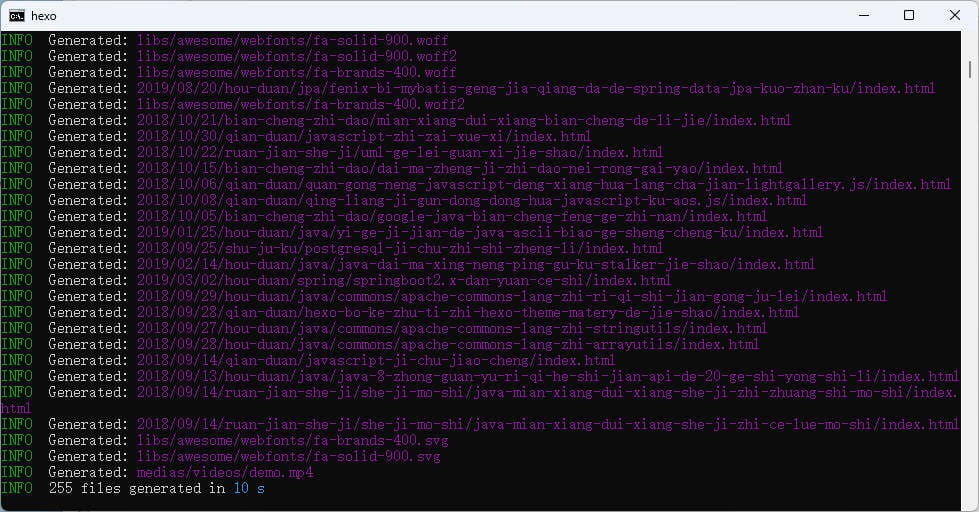 hexo
INFO  Generated: libs/awesome/webfonts/fa-solid-900.woff
INFO  Generated: libs/awesome/webfonts/fa-solid-900.woff2
INFO  Generated: libs/awesome/webfonts/fa-brands-400.woff
INFO  Generated: 2019/08/20/hou-duan/jpa/fenix-bi-mybatis-geng-jia-qiang-da-de-spring-data-jpa-kuo-zhan-ku/index.html
INFO  Generated: libs/awesome/webfonts/fa-brands-400.woff2
INFO  Generated: 2018/10/21/bian-cheng-zhi-dao/mian-xiang-dui-xiang-bian-cheng-de-li-jie/index.html
INFO  Generated: 2018/10/30/qian-duan/javascript-zhi-zai-xue-xi/index.html
INFO  Generated: 2018/10/22/ruan-jian-she-ji/uml-ge-lei-guan-xi-jie-shao/index.html
INFO  Generated: 2018/10/15/bian-cheng-zhi-dao/dai-ma-zheng-ji-zhi-dao-nei-rong-gai-yao/index.html
INFO  Generated: 2018/10/06/qian-duan/quan-gong-neng-javascript-deng-xiang-hua-lang-cha-jian-lightgallery.js/index.html
INFO  Generated: 2018/10/08/qian-duan/qing-liang-ji-gun-dong-dong-hua-javascript-ku-aos.js/index.html
INFO  Generated: 2018/10/05/bian-cheng-zhi-dao/google-java-bian-cheng-feng-ge-zhi-nan/index.html
INFO  Generated: 2019/01/25/hou-duan/java/yi-ge-ji-jian-de-java-ascii-biao-ge-sheng-cheng-ku/index.html
INFO  Generated: 2018/09/25/shu-ju-ku/postgresql-ji-chu-zhi-shi-zheng-li/index.html
INFO  Generated: 2019/02/14/hou-duan/java/java-dai-ma-xing-neng-ping-gu-ku-stalker-jie-shao/index.html
INFO  Generated: 2019/03/02/hou-duan/spring/springboot2.x-dan-yuan-ce-shi/index.html
INFO  Generated: 2018/09/29/hou-duan/java/commons/apache-commons-lang-zhi-ri-qi-shi-jian-gong-ju-lei/index.html
INFO  Generated: 2018/09/28/qian-duan/hexo-bo-ke-zhu-ti-zhi-hexo-theme-matery-de-jie-shao/index.html
INFO  Generated: 2018/09/27/hou-duan/java/commons/apache-commons-lang-zhi-stringutils/index.html
INFO  Generated: 2018/09/28/hou-duan/java/commons/apache-commons-lang-zhi-arrayutils/index.html
INFO  Generated: 2018/09/14/qian-duan/javascript-ji-chu-jiao-cheng/index.html
INFO  Generated: 2018/09/13/hou-duan/java/java-8-zhong-guan-yu-ri-qi-he-shi-jian-api-de-20-ge-shi-yong-shi-li/index.html
INFO  Generated: 2018/09/14/ruan-jian-she-ji/she-ji-mo-shi/java-mian-xiang-dui-xiang-she-ji-zhi-zhuang-shi-mo-shi/index.
html
INFO  Generated: 2018/09/14/ruan-jian-she-ji/she-ji-mo-shi/java-mian-xiang-dui-xiang-she-ji-zhi-ce-lue-mo-shi/index.html
INFO  Generated: libs/awesome/webfonts/fa-brands-400.svg
INFO  Generated: libs/awesome/webfonts/fa-solid-900.svg
INFO  Generated: medias/videos/demo.mp4
INFO  255 files generated in 10 s